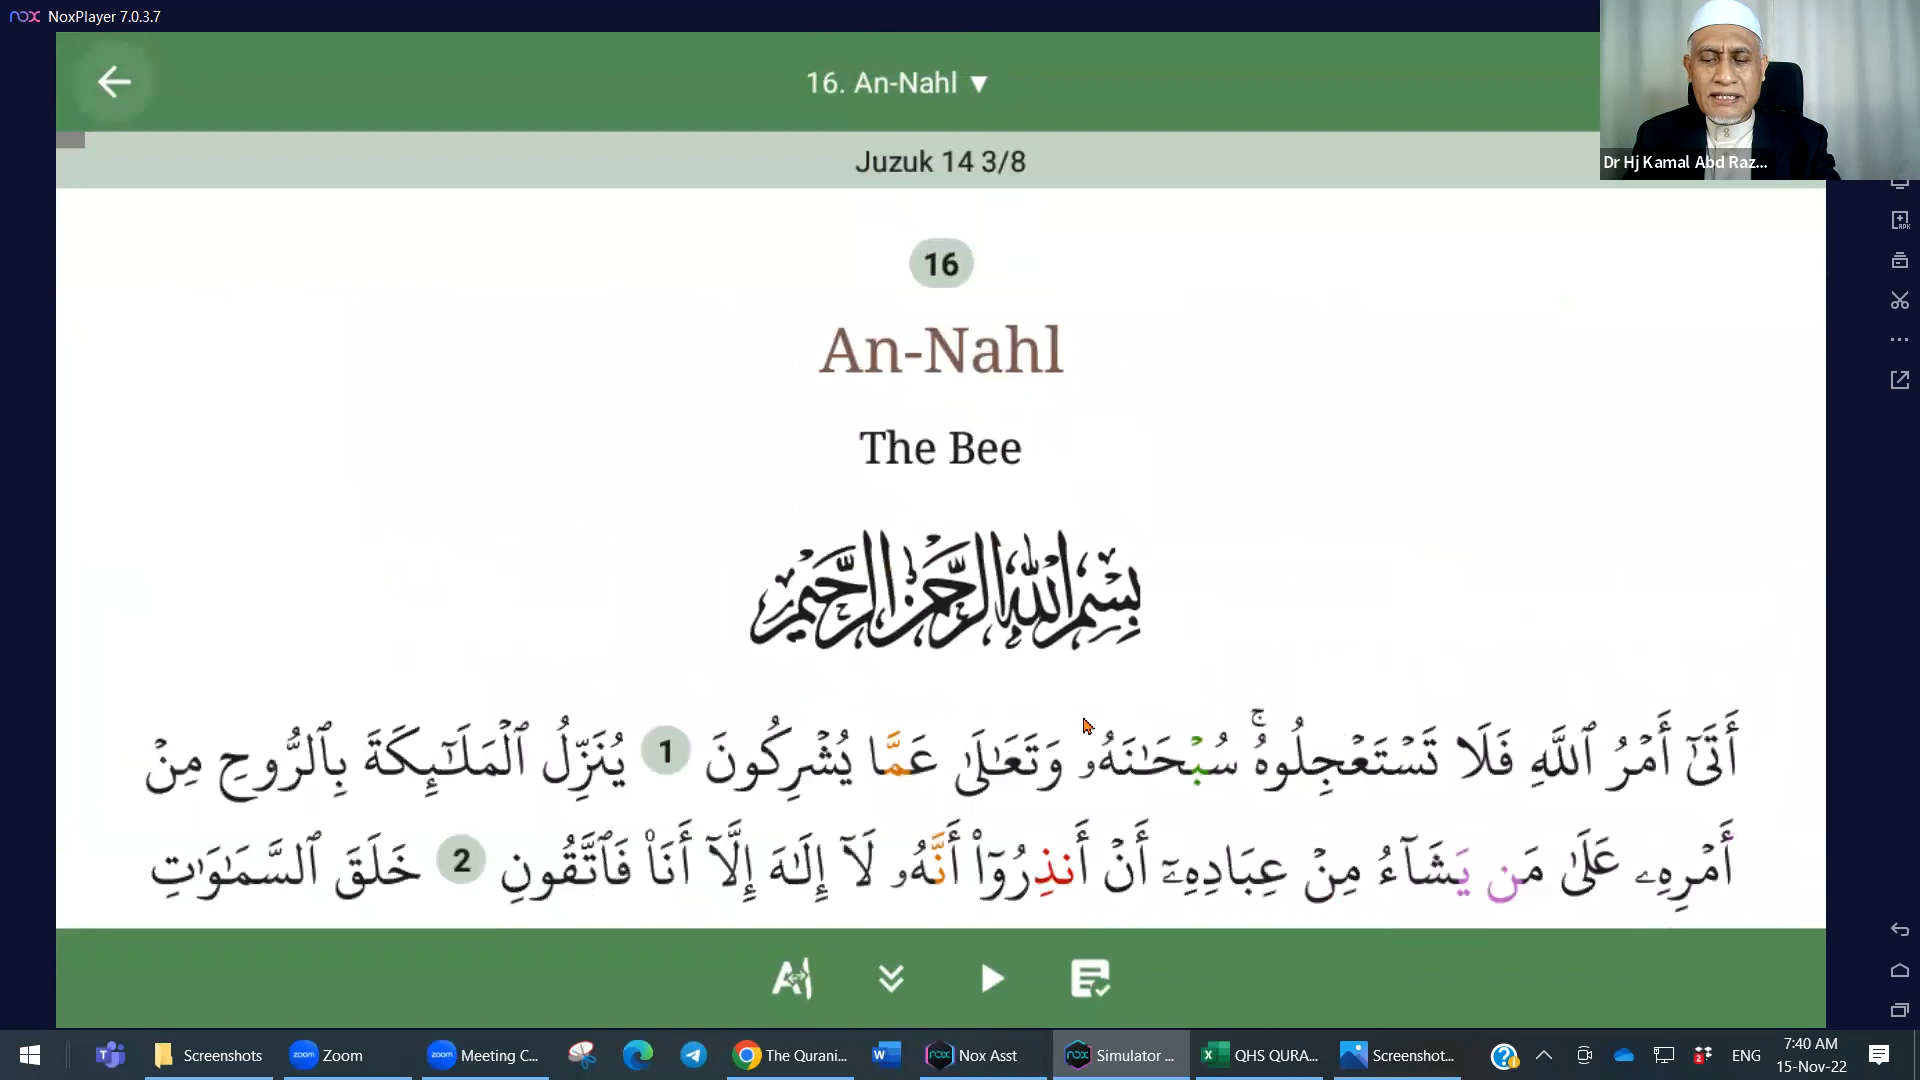 nox NoxPlayer 7.0.3.7
16. An-Nahl ▼
Dr Hj Kamal Abd Raz...
Juzuk 14 3/8
16
An-Nahl
The Bee
بِسْمِ ٱللَّهِ ٱلرَّحْمَٰنِ ٱلرَّحِيمِ
أَتَىٰٓ أَمْرُ ٱللَّهِ فَلَا تَسْتَعْجِلُوهُ ۚ سُبْحَٰنَهُۥ وَتَعَٰلَىٰ عَمَّا يُشْرِكُونَ 1 يُنَزِّلُ ٱلْمَلَٰٓئِكَةَ بِٱلرُّوحِ مِنْ
أَمْرِهِۦ عَلَىٰ مَن يَشَآءُ مِنْ عِبَادِهِۦٓ أَنْ أَنذِرُوٓا۟ أَنَّهُۥ لَآ إِلَٰهَ إِلَّآ أَنَا۠ فَٱتَّقُونِ 2 خَلَقَ ٱلسَّمَٰوَٰتِ
Screenshots Zoom Meeting C... The Qurani... Nox Asst Simulator ... QHS QURA... Screenshot... ENG 7:40 AM
15-Nov-22